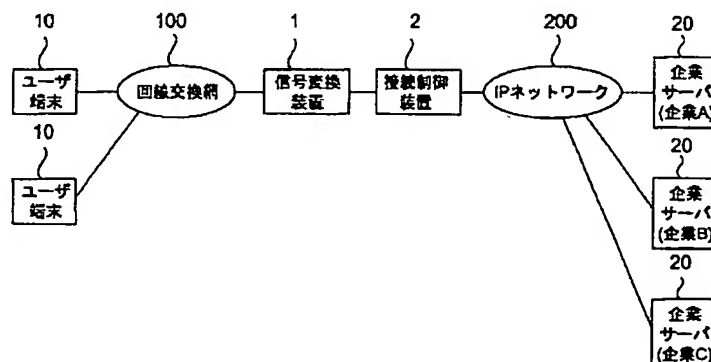 10
100
1
2
200
20
ユーザ
端末
回線交換網
信号変換
装置
接続制御
装置
IPネットワーク
企業
サーバ
(企業A)
10
ユーザ
端末
20
企業
サーバ
(企業B)
20
企業
サーバ
(企業C)